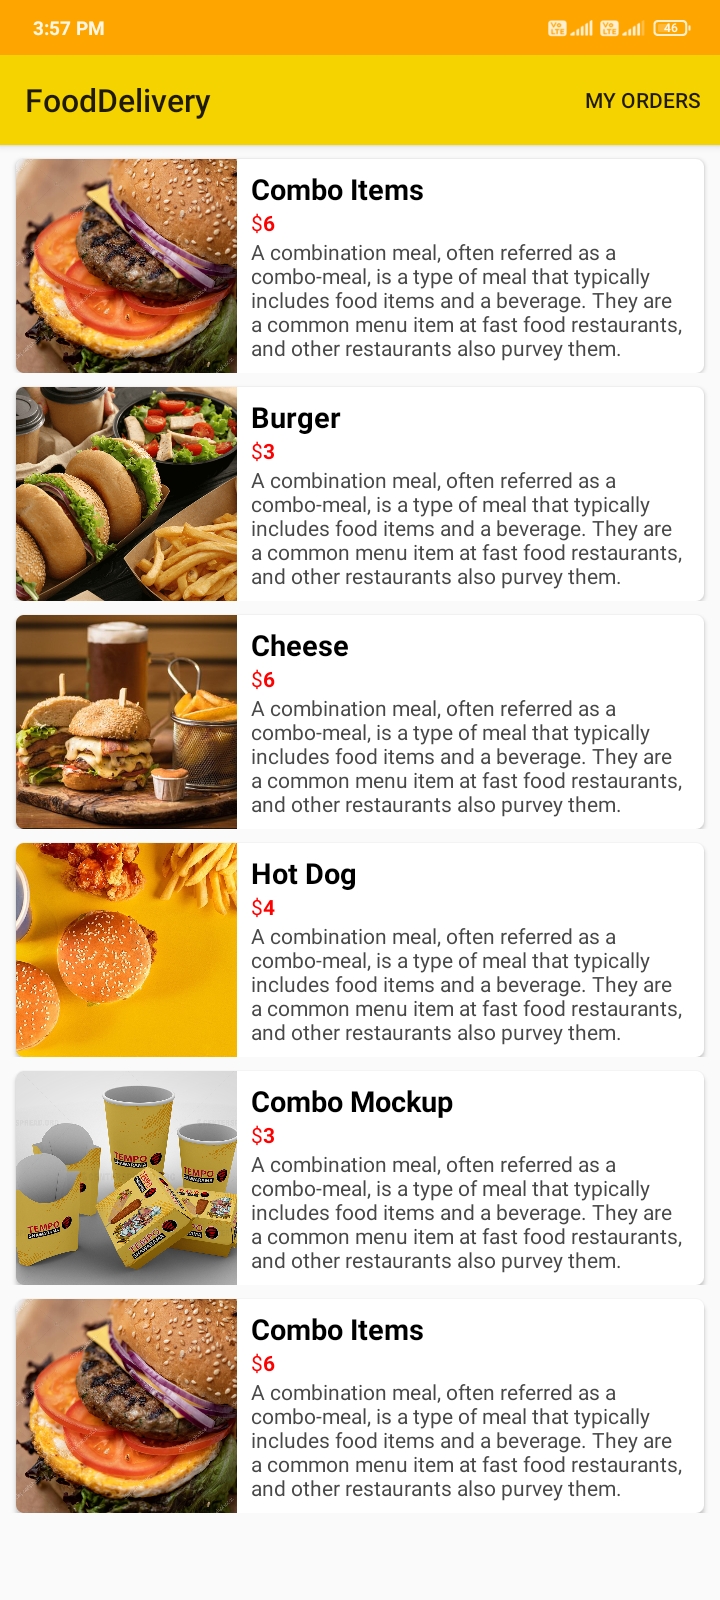 3:57 PM
Vo LTE
Vo LTE
46
FoodDelivery
MY ORDERS
Combo Items
$6
A combination meal, often referred as a
combo-meal, is a type of meal that typically
includes food items and a beverage. They are
a common menu item at fast food restaurants,
and other restaurants also purvey them.
Burger
$3
A combination meal, often referred as a
combo-meal, is a type of meal that typically
includes food items and a beverage. They are
a common menu item at fast food restaurants,
and other restaurants also purvey them.
Cheese
$6
A combination meal, often referred as a
combo-meal, is a type of meal that typically
includes food items and a beverage. They are
a common menu item at fast food restaurants,
and other restaurants also purvey them.
Hot Dog
$4
A combination meal, often referred as a
combo-meal, is a type of meal that typically
includes food items and a beverage. They are
a common menu item at fast food restaurants,
and other restaurants also purvey them.
TEMPO
TEMPO
TEMPO
TEMPO
Combo Mockup
$3
A combination meal, often referred as a
combo-meal, is a type of meal that typically
includes food items and a beverage. They are
a common menu item at fast food restaurants,
and other restaurants also purvey them.
Combo Items
$6
A combination meal, often referred as a
combo-meal, is a type of meal that typically
includes food items and a beverage. They are
a common menu item at fast food restaurants,
and other restaurants also purvey them.